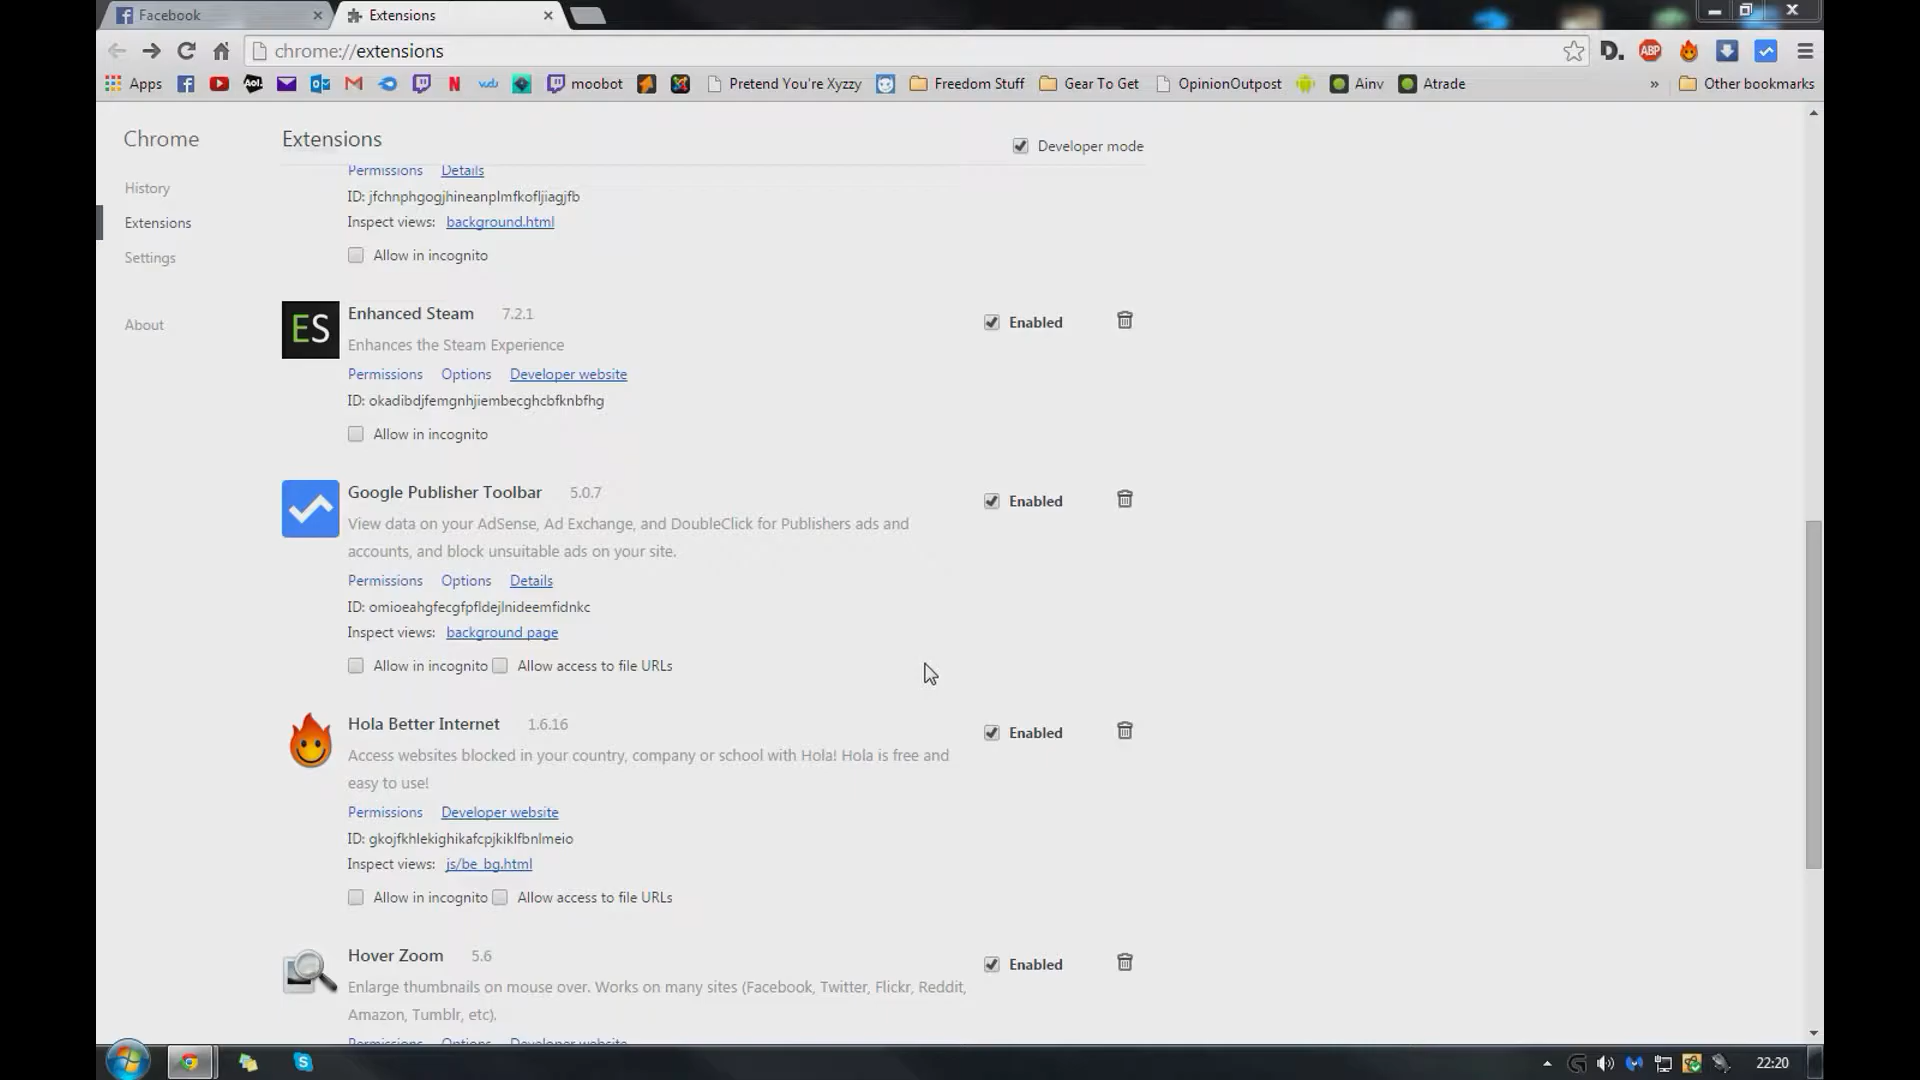 Facebook
Extensions
chrome://extensions
D.
ABP
Apps
Aol.
moobot
Pretend You're Xyzzy
Freedom Stuff
Gear To Get
OpinionOutpost
Ainv
Atrade
»
Other bookmarks
Chrome
History
Extensions
Settings
About
Extensions
Developer mode
Permissions Details
ID: jfchnphgogjhineanplmfkofljiagjfb
Inspect views: background.html
Allow in incognito
ES
Enhanced Steam 7.2.1
Enabled
Enhances the Steam Experience
Permissions Options Developer website
ID: okadibdjfemgnhjiembecghcbfknbfhg
Allow in incognito
Google Publisher Toolbar 5.0.7
Enabled
View data on your AdSense, Ad Exchange, and DoubleClick for Publishers ads and
accounts, and block unsuitable ads on your site.
Permissions Options Details
ID: omioeahgfecgfpfldejlnideemfidnkc
Inspect views: background page
Allow in incognito Allow access to file URLs
Hola Better Internet 1.6.16
Enabled
Access websites blocked in your country, company or school with Hola! Hola is free and
easy to use!
Permissions Developer website
ID: gkojfkhlekighikafcpjkiklfbnlmeio
Inspect views: js/be_bg.html
Allow in incognito Allow access to file URLs
Hover Zoom 5.6
Enabled
Enlarge thumbnails on mouse over. Works on many sites (Facebook, Twitter, Flickr, Reddit,
Amazon, Tumblr, etc).
Permissions Options Developer website
22:20